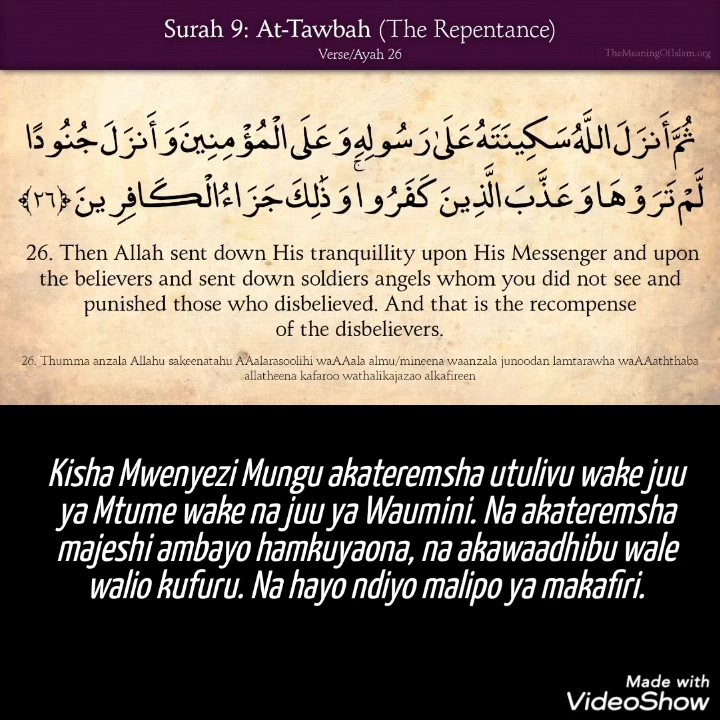 Surah 9: At-Tawbah (The Repentance)
Verse/Ayah 26
TheMeaningOfIslam.org
ثُمَّ أَنزَلَ اللَّهُ سَكِينَتَهُ عَلَىٰ رَسُولِهِ وَعَلَى الْمُؤْمِنِينَ وَأَنزَلَ جُنُودًا
لَّمْ تَرَوْهَا وَعَذَّبَ الَّذِينَ كَفَرُوا ۚ وَذَٰلِكَ جَزَاءُ الْكَافِرِينَ ﴿٢٦﴾
26. Then Allah sent down His tranquillity upon His Messenger and upon
the believers and sent down soldiers angels whom you did not see and
punished those who disbelieved. And that is the recompense
of the disbelievers.
26. Thumma anzala Allahu sakeenatahu AAalarasoolihi waAAala almu/mineena waanzala junoodan lamtarawha waAAaththaba
allatheena kafaroo wathalikajazao alkafireen
Kisha Mwenyezi Mungu akateremsha utulivu wake juu
ya Mtume wake na juu ya Waumini. Na akateremsha
majeshi ambayo hamkuyaona, na akawaadhibu wale
walio kufuru. Na hayo ndiyo malipo ya makafiri.
Made with
VideoShow